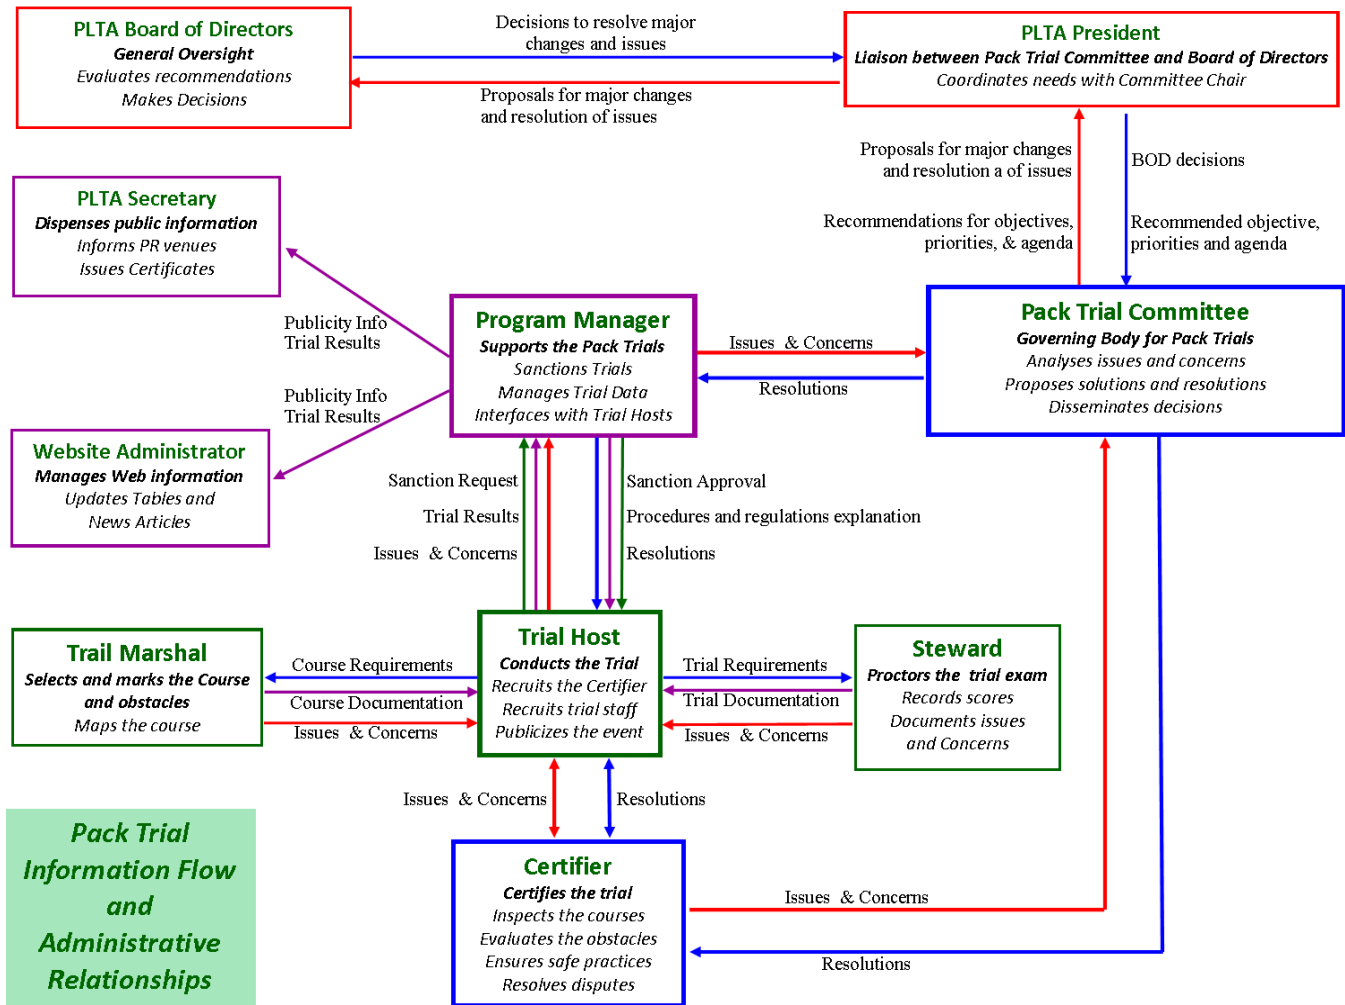 PLTA Board of Directors
General Oversight
Evaluates recommendations
Makes Decisions
Decisions to resolve major
changes and issues
Proposals for major changes
and resolution of issues
PLTA President
Liaison between Pack Trial Committee and Board of Directors
Coordinates needs with Committee Chair
Proposals for major changes
and resolution a of issues
Recommendations for objectives,
priorities, & agenda
BOD decisions
Recommended objective,
priorities and agenda
PLTA Secretary
Dispenses public information
Informs PR venues
Issues Certificates
Publicity Info
Trial Results
Publicity Info
Trial Results
Program Manager
Supports the Pack Trials
Sanctions Trials
Manages Trial Data
Interfaces with Trial Hosts
Issues & Concerns
Resolutions
Pack Trial Committee
Governing Body for Pack Trials
Analyses issues and concerns
Proposes solutions and resolutions
Disseminates decisions
Website Administrator
Manages Web information
Updates Tables and
News Articles
Sanction Request
Trial Results
Issues & Concerns
Sanction Approval
Procedures and regulations explanation
Resolutions
Trail Marshal
Selects and marks the Course
and obstacles
Maps the course
Course Requirements
Course Documentation
Issues & Concerns
Trial Host
Conducts the Trial
Recruits the Certifier
Recruits trial staff
Publicizes the event
Trial Requirements
Trial Documentation
Issues & Concerns
Steward
Proctors the trial exam
Records scores
Documents issues
and Concerns
Issues & Concerns
Resolutions
Certifier
Certifies the trial
Inspects the courses
Evaluates the obstacles
Ensures safe practices
Resolves disputes
Issues & Concerns
Resolutions
Pack Trial
Information Flow
and
Administrative
Relationships